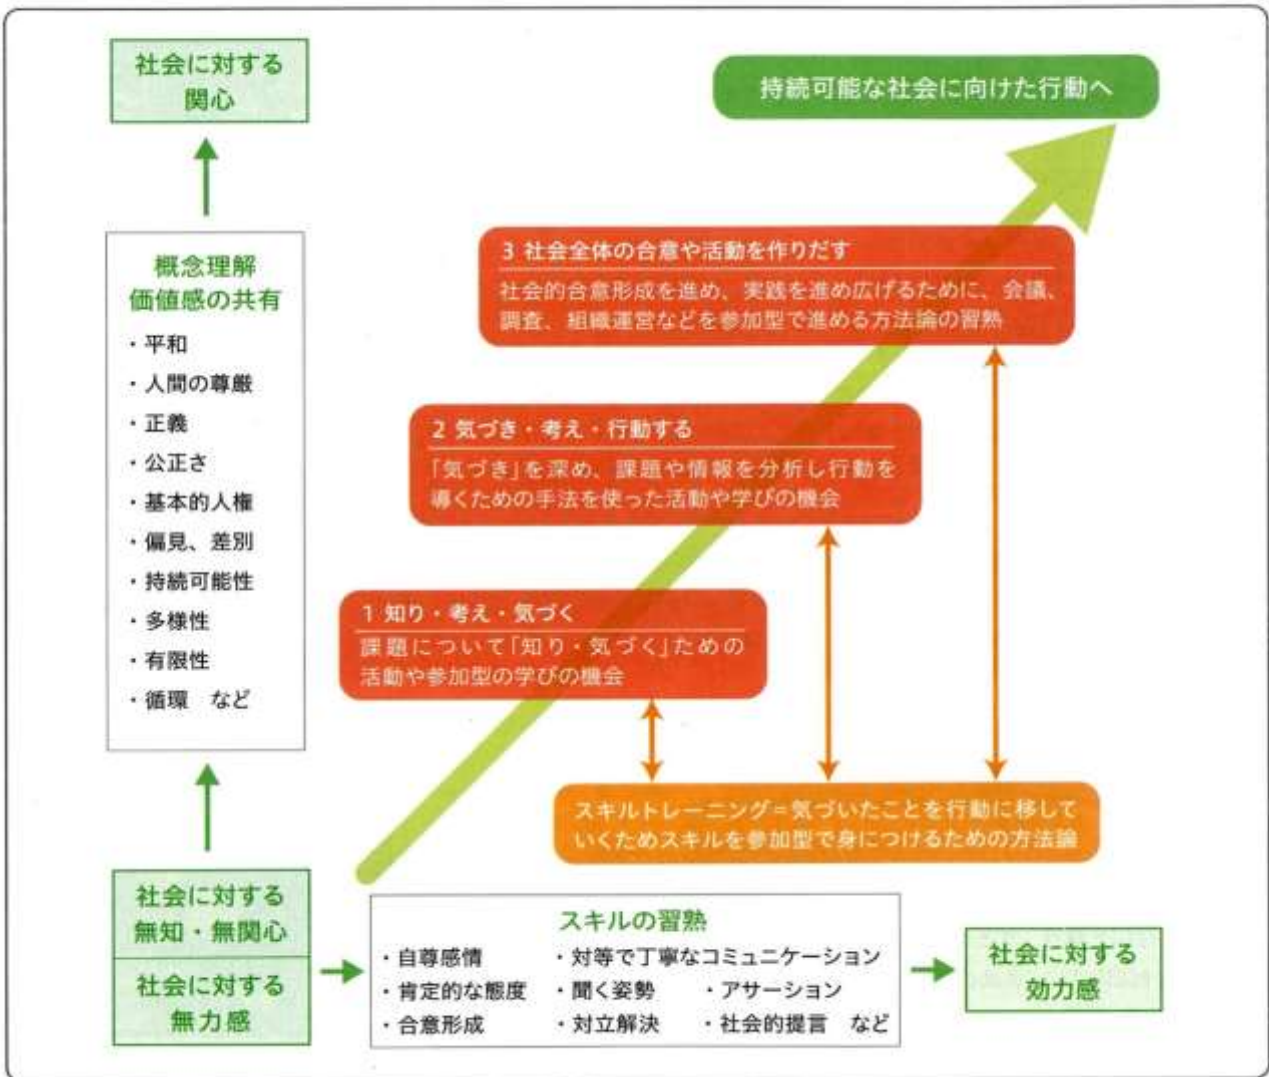 社会に対する
関心
持続可能な社会に向けた行動へ
概念理解
価値感の共有
・平和
・人間の尊厳
・正義
・公正さ
・基本的人権
・偏見、差別
・持続可能性
・多様性
・有限性
・循環　など
3 社会全体の合意や活動を作りだす
社会的合意形成を進め、実践を進め広げるために、会議、
調査、組織運営などを参加型で進める方法論の習熟
2 気づき・考え・行動する
「気づき」を深め、課題や情報を分析し行動を
導くための手法を使った活動や学びの機会
1 知り・考え・気づく
課題について「知り・気づく」ための
活動や参加型の学びの機会
スキルトレーニング=気づいたことを行動に移して
いくためスキルを参加型で身につけるための方法論
社会に対する
無知・無関心
社会に対する
無力感
スキルの習熟
・自尊感情　・対等で丁寧なコミュニケーション
・肯定的な態度　・聞く姿勢　・アサーション
・合意形成　・対立解決　・社会的提言　など
社会に対する
効力感